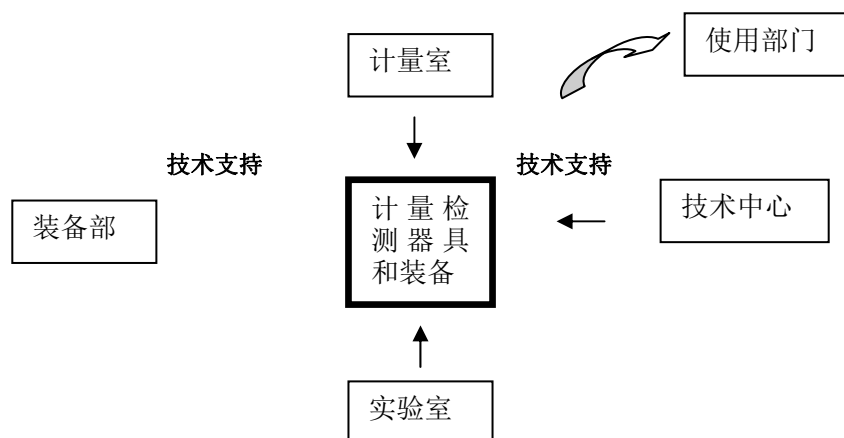 使用部门
计量室
技术支持
技术支持
计量检
测器具
和装备
技术中心
装备部
实验室